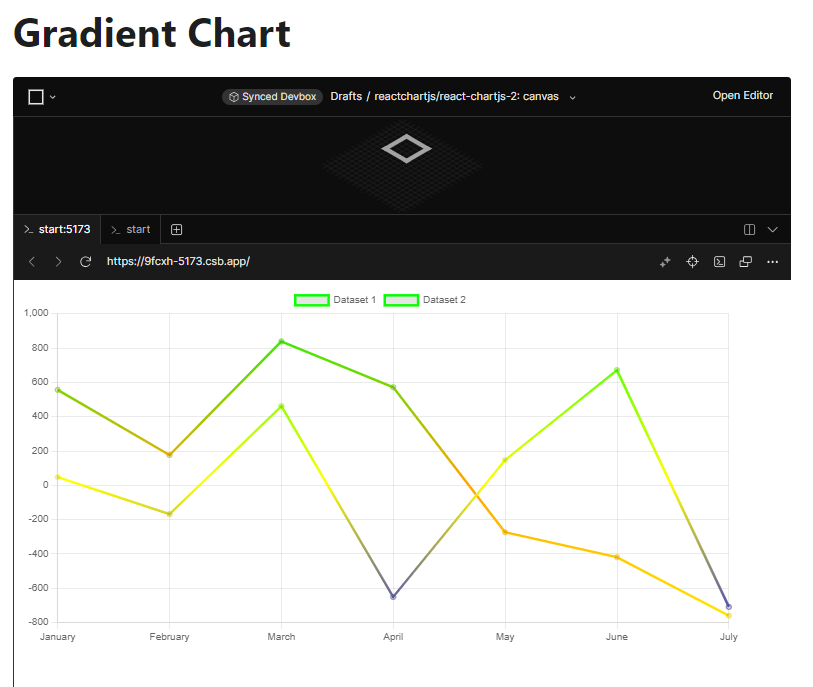 Gradient Chart
Synced Devbox Drafts / reactchartjs/react-chartjs-2: canvas Open Editor
start:5173 start
https://9fcxh-5173.csb.app/
Dataset 1 Dataset 2
1,000
800
600
400
200
0
-200
-400
-600
-800
January February March April May June July